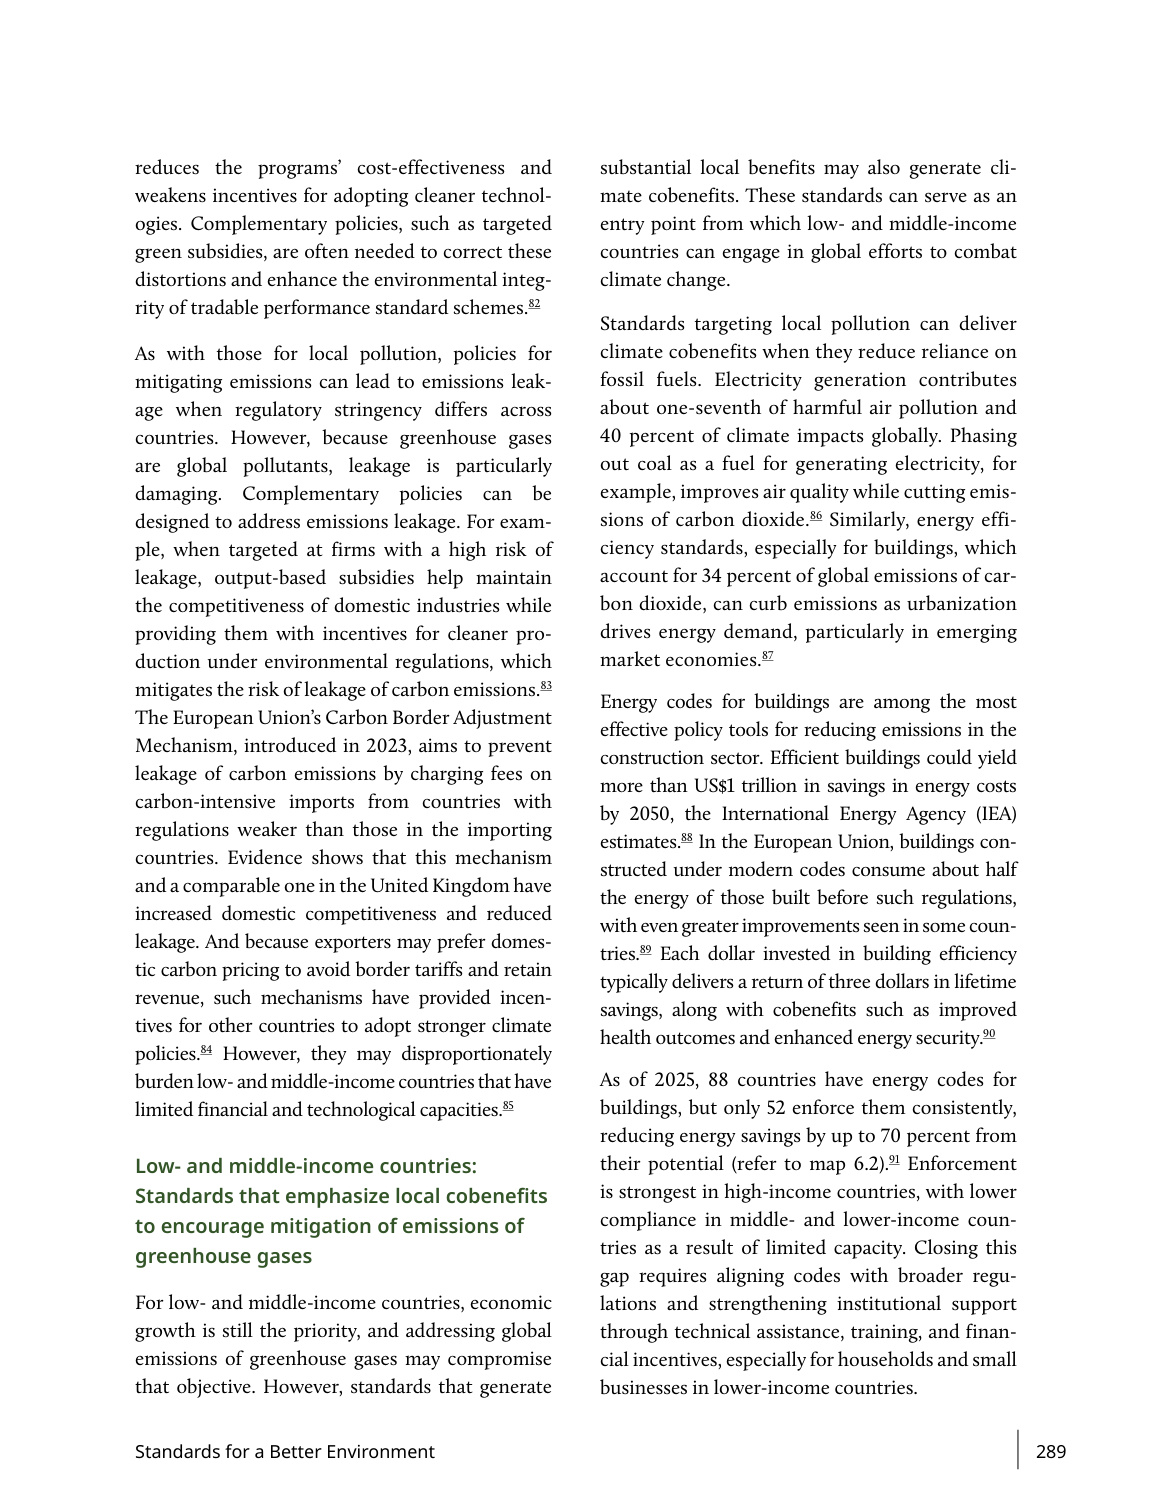 reduces the programs’ cost-effectiveness and
weakens incentives for adopting cleaner technol-
ogies. Complementary policies, such as targeted
green subsidies, are often needed to correct these
distortions and enhance the environmental integ-
rity of tradable performance standard schemes.82
As with those for local pollution, policies for
mitigating emissions can lead to emissions leak-
age when regulatory stringency differs across
countries. However, because greenhouse gases
are global pollutants, leakage is particularly
damaging. Complementary policies can be
designed to address emissions leakage. For exam-
ple, when targeted at firms with a high risk of
leakage, output-based subsidies help maintain
the competitiveness of domestic industries while
providing them with incentives for cleaner pro-
duction under environmental regulations, which
mitigates the risk of leakage of carbon emissions.83
The European Union’s Carbon Border Adjustment
Mechanism, introduced in 2023, aims to prevent
leakage of carbon emissions by charging fees on
carbon-intensive imports from countries with
regulations weaker than those in the importing
countries. Evidence shows that this mechanism
and a comparable one in the United Kingdom have
increased domestic competitiveness and reduced
leakage. And because exporters may prefer domes-
tic carbon pricing to avoid border tariffs and retain
revenue, such mechanisms have provided incen-
tives for other countries to adopt stronger climate
policies.84 However, they may disproportionately
burden low- and middle-income countries that have
limited financial and technological capacities.85
Low- and middle-income countries:
Standards that emphasize local cobenefits
to encourage mitigation of emissions of
greenhouse gases
For low- and middle-income countries, economic
growth is still the priority, and addressing global
emissions of greenhouse gases may compromise
that objective. However, standards that generate
substantial local benefits may also generate cli-
mate cobenefits. These standards can serve as an
entry point from which low- and middle-income
countries can engage in global efforts to combat
climate change.
Standards targeting local pollution can deliver
climate cobenefits when they reduce reliance on
fossil fuels. Electricity generation contributes
about one-seventh of harmful air pollution and
40 percent of climate impacts globally. Phasing
out coal as a fuel for generating electricity, for
example, improves air quality while cutting emis-
sions of carbon dioxide.86 Similarly, energy effi-
ciency standards, especially for buildings, which
account for 34 percent of global emissions of car-
bon dioxide, can curb emissions as urbanization
drives energy demand, particularly in emerging
market economies.87
Energy codes for buildings are among the most
effective policy tools for reducing emissions in the
construction sector. Efficient buildings could yield
more than US$1 trillion in savings in energy costs
by 2050, the International Energy Agency (IEA)
estimates.88 In the European Union, buildings con-
structed under modern codes consume about half
the energy of those built before such regulations,
with even greater improvements seen in some coun-
tries.89 Each dollar invested in building efficiency
typically delivers a return of three dollars in lifetime
savings, along with cobenefits such as improved
health outcomes and enhanced energy security.90
As of 2025, 88 countries have energy codes for
buildings, but only 52 enforce them consistently,
reducing energy savings by up to 70 percent from
their potential (refer to map 6.2).91 Enforcement
is strongest in high-income countries, with lower
compliance in middle- and lower-income coun-
tries as a result of limited capacity. Closing this
gap requires aligning codes with broader regu-
lations and strengthening institutional support
through technical assistance, training, and finan-
cial incentives, especially for households and small
businesses in lower-income countries.
Standards for a Better Environment
289